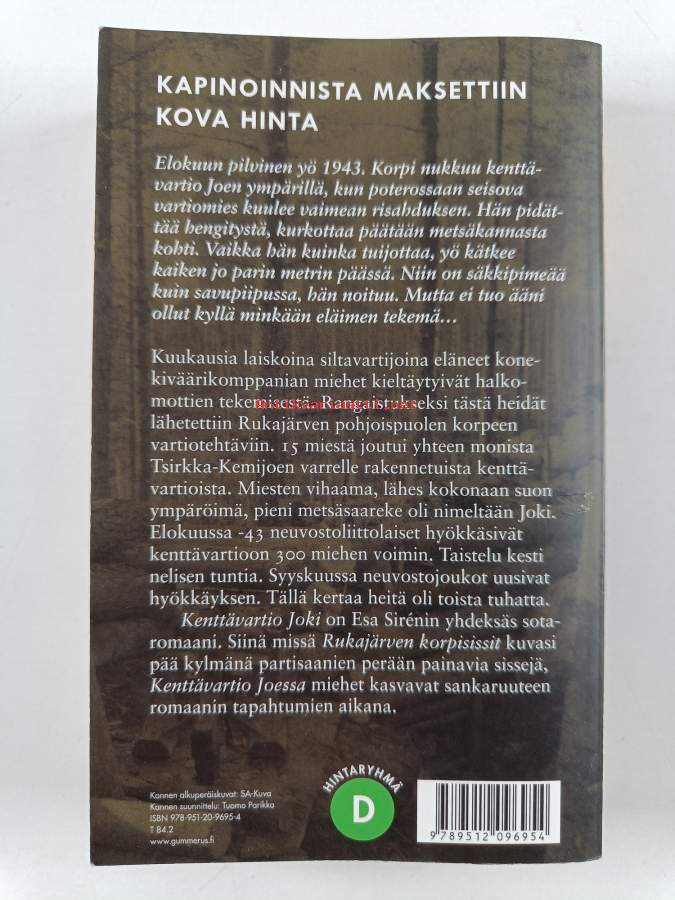 KAPINOINNISTA MAKSETTIIN
KOVA HINTA
Elokuun pilvinen yö 1943. Korpi nukkuu kenttä-
vartio Joen ympärillä, kun poterossaan seisova
vartiomies kuulee vaimean risahduksen. Hän pidät-
tää hengitystä, kurkottaa päätään metsäkannasta
kohti. Vaikka hän kuinka tuijottaa, yö kätkee
kaiken jo parin metrin päässä. Niin on säkkipimeää
kuin savupiipussa, hän noituu. Mutta ei tuo ääni
ollut kyllä minkään eläimen tekemä…
Kuukausia laiskoina siltavartijoina eläneet kone-
kiväärikomppanian miehet kieltäytyivät halko-
mottien tekemisestä. Rangaistukseksi tästä heidät
lähetettiin Rukajärven pohjoispuolen korpeen
vartiotehtäviin. 15 miestä joutui yhteen monista
Tsirkka-Kemijoen varrelle rakennetuista kenttä-
vartioista. Miesten vihaama, lähes kokonaan suon
ympäröimä, pieni metsäsaareke oli nimeltään Joki.
Elokuussa -43 neuvostoliittolaiset hyökkäsivät
kenttävartioon 300 miehen voimin. Taistelu kesti
nelisen tuntia. Syyskuussa neuvostojoukot uusivat
hyökkäyksen. Tällä kertaa heitä oli toista tuhatta.
Kenttävartio Joki on Esa Sirénin yhdeksäs sota-
romaani. Siinä missä Rukajärven korpisissit kuvasi
pää kylmänä partisaanien perään painavia sissejä,
Kenttävartio Joessa miehet kasvavat sankaruuteen
romaanin tapahtumien aikana.
Kannen alkuperäiskuvat: SA-Kuva
Kannen suunnittelu: Tuomo Parikka
ISBN 978-951-20-9695-4
T 84.2
www.gummerus.fi
HINTARYHMÄ
D
9789512096954